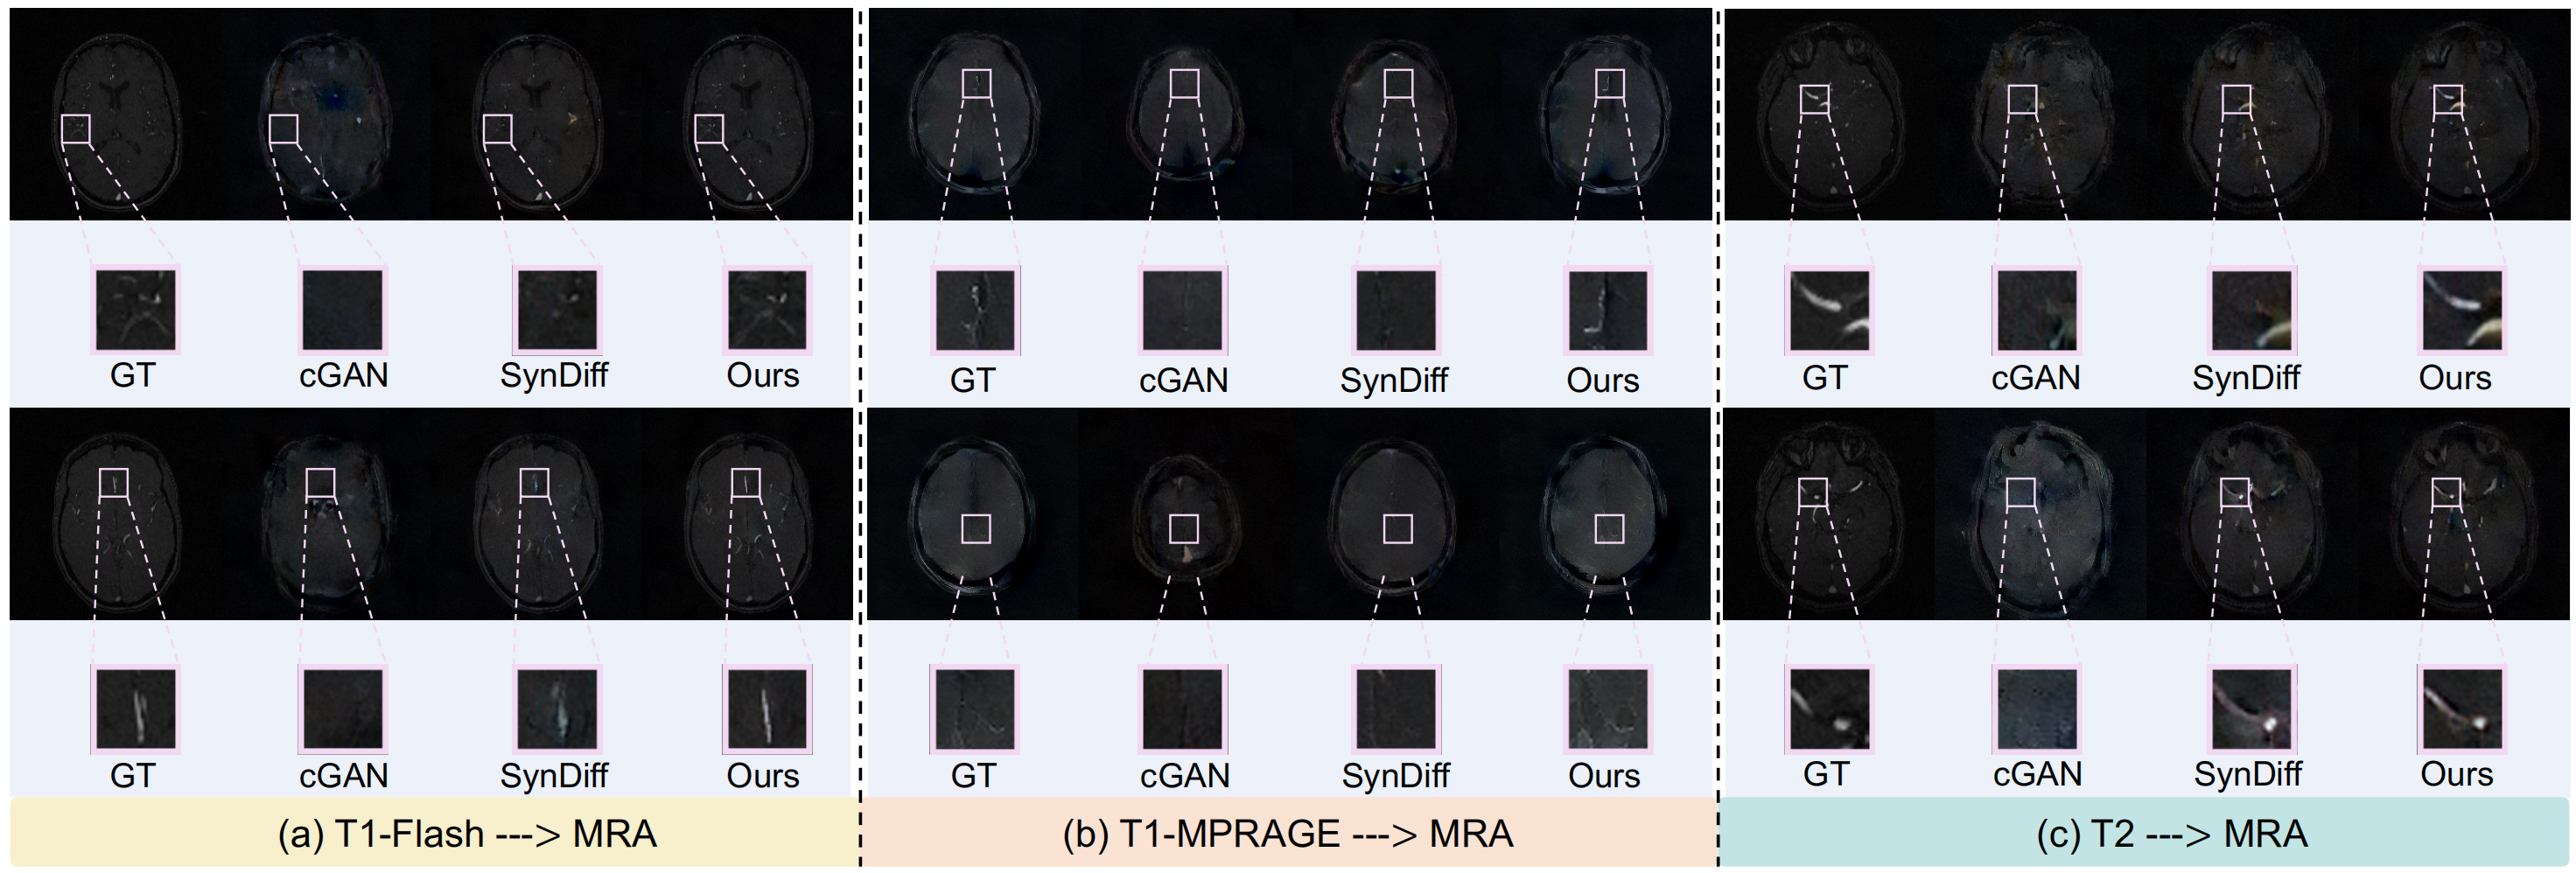 GT cGAN SynDiff Ours
GT cGAN SynDiff Ours
GT cGAN SynDiff Ours
GT cGAN SynDiff Ours
GT cGAN SynDiff Ours
GT cGAN SynDiff Ours
(a) T1-Flash ---> MRA
(b) T1-MPRAGE ---> MRA
(c) T2 ---> MRA